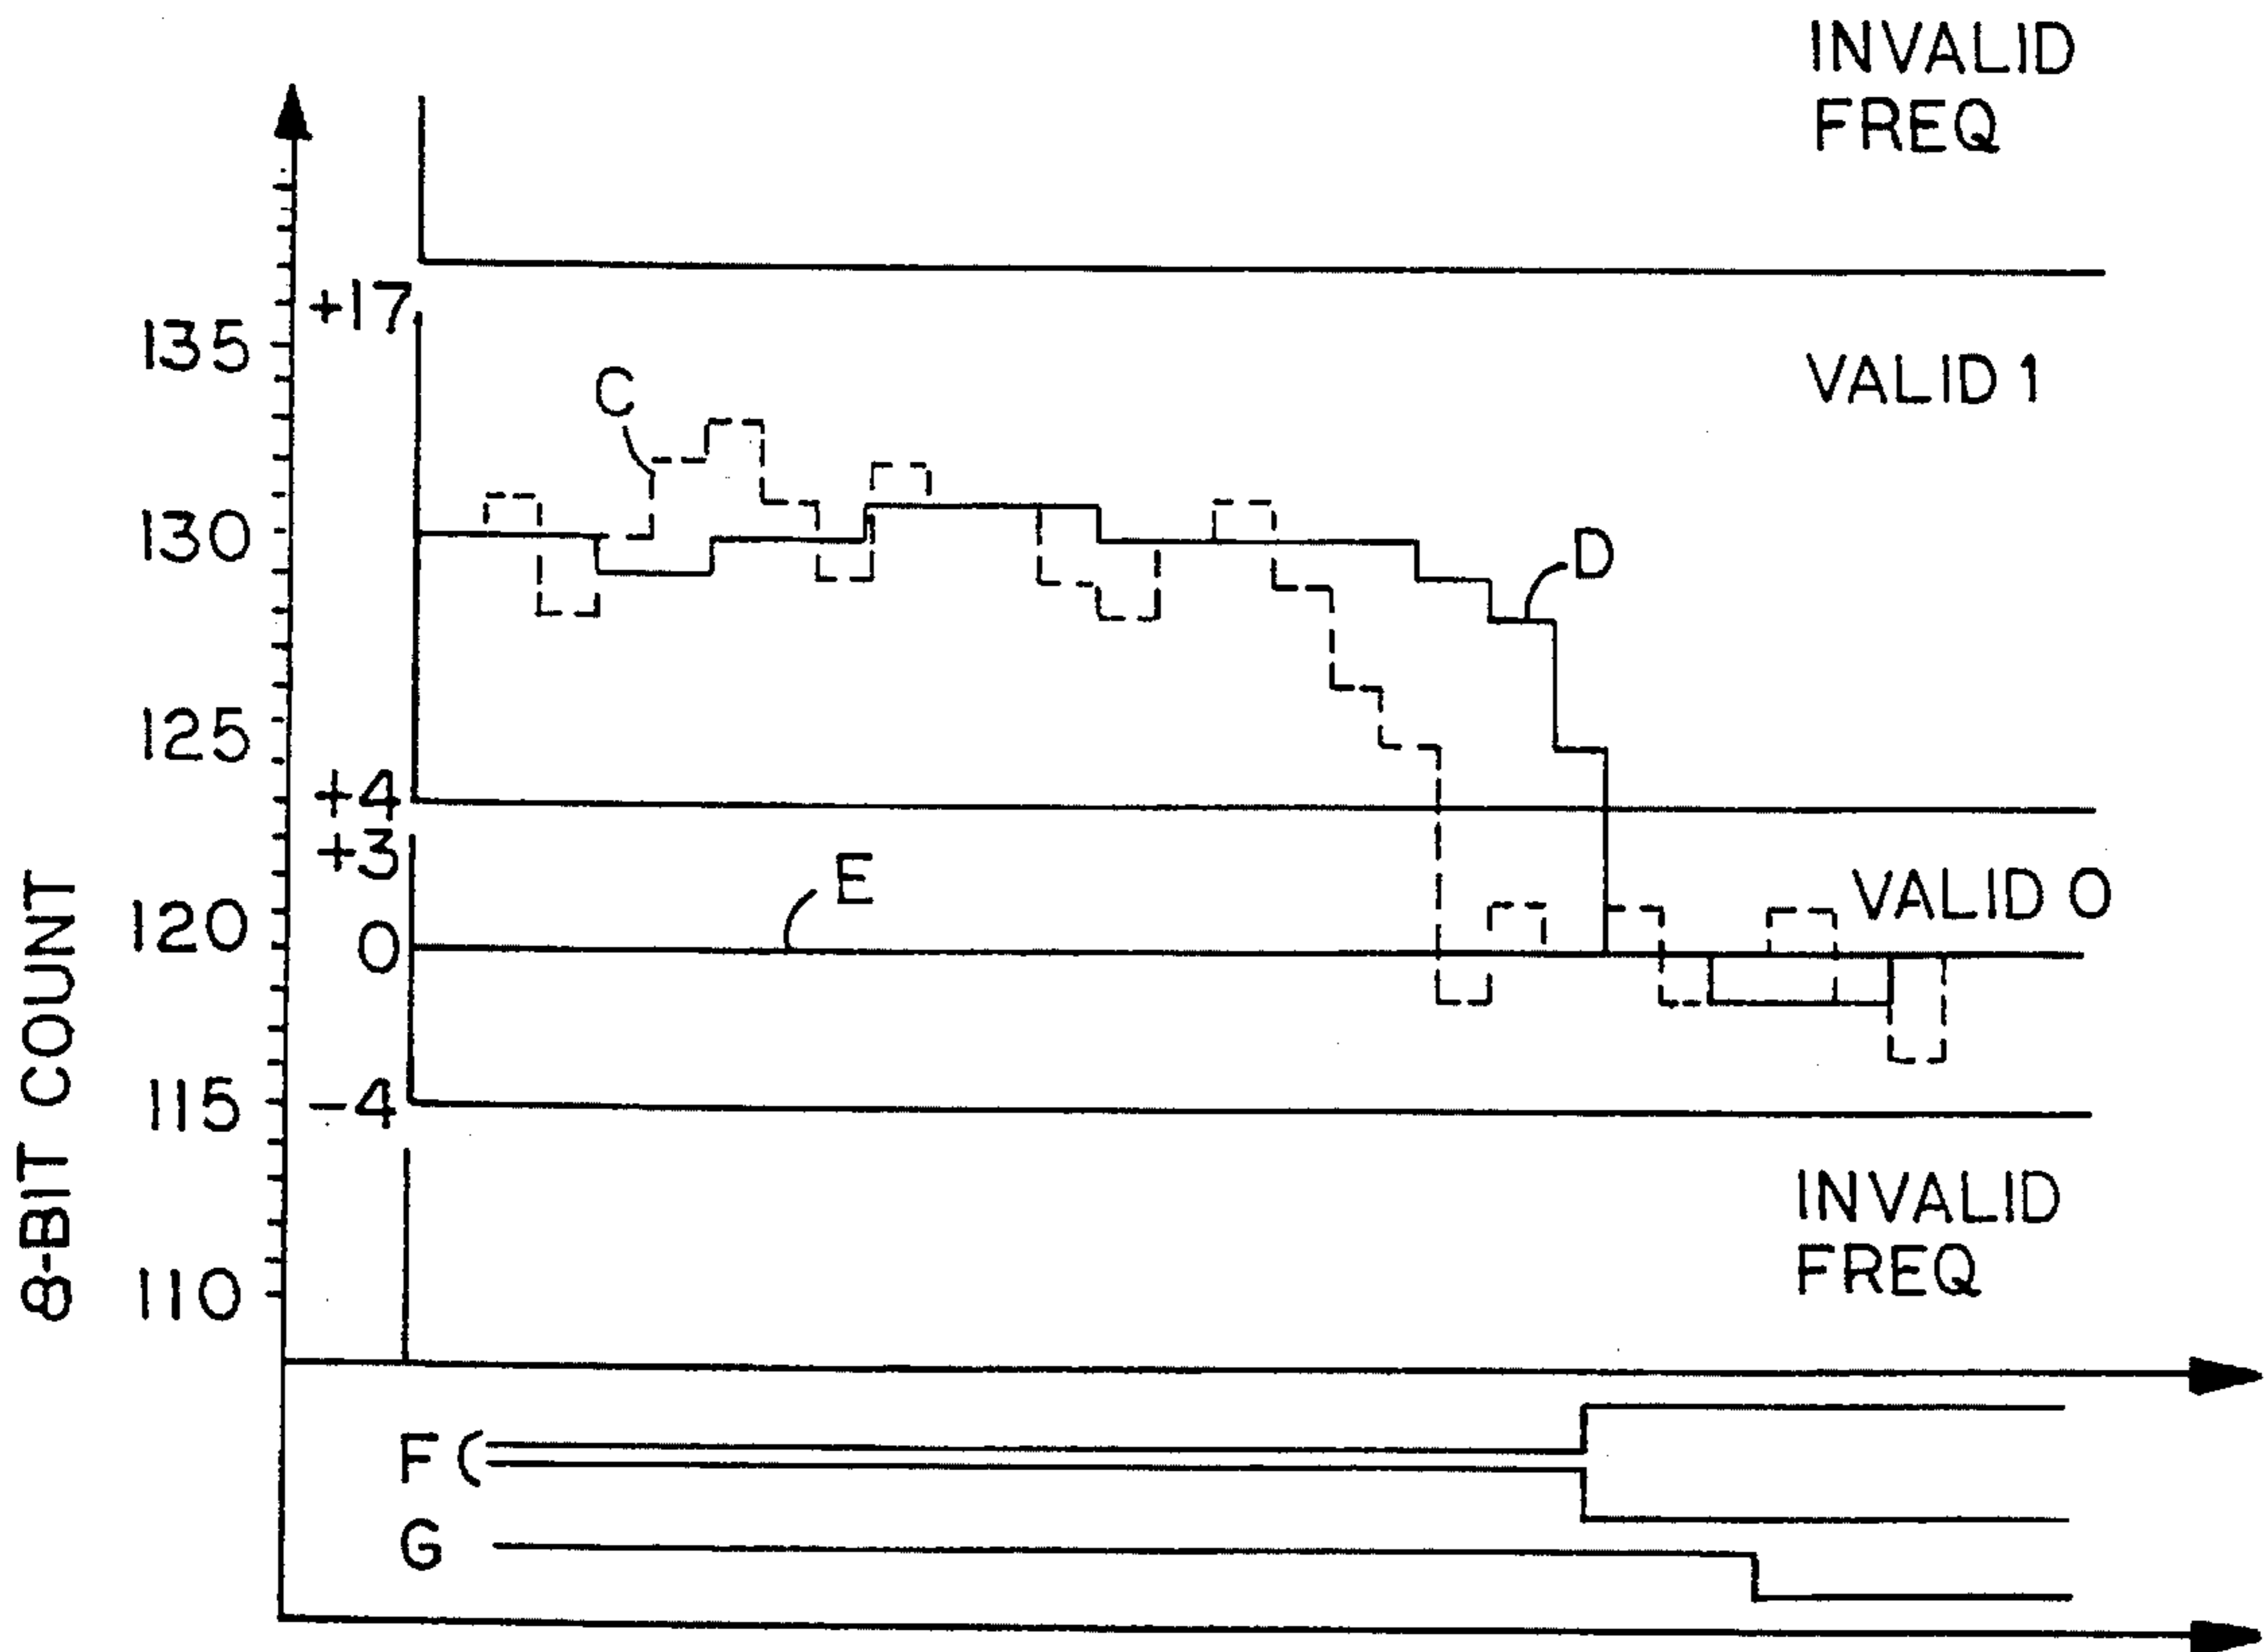 INVALID
FREQ
+17
135
VALID 1
C
130
D
125
+4
+3
E
VALID 0
120
0
115
-4
INVALID
FREQ
110
8-BIT COUNT
F
G